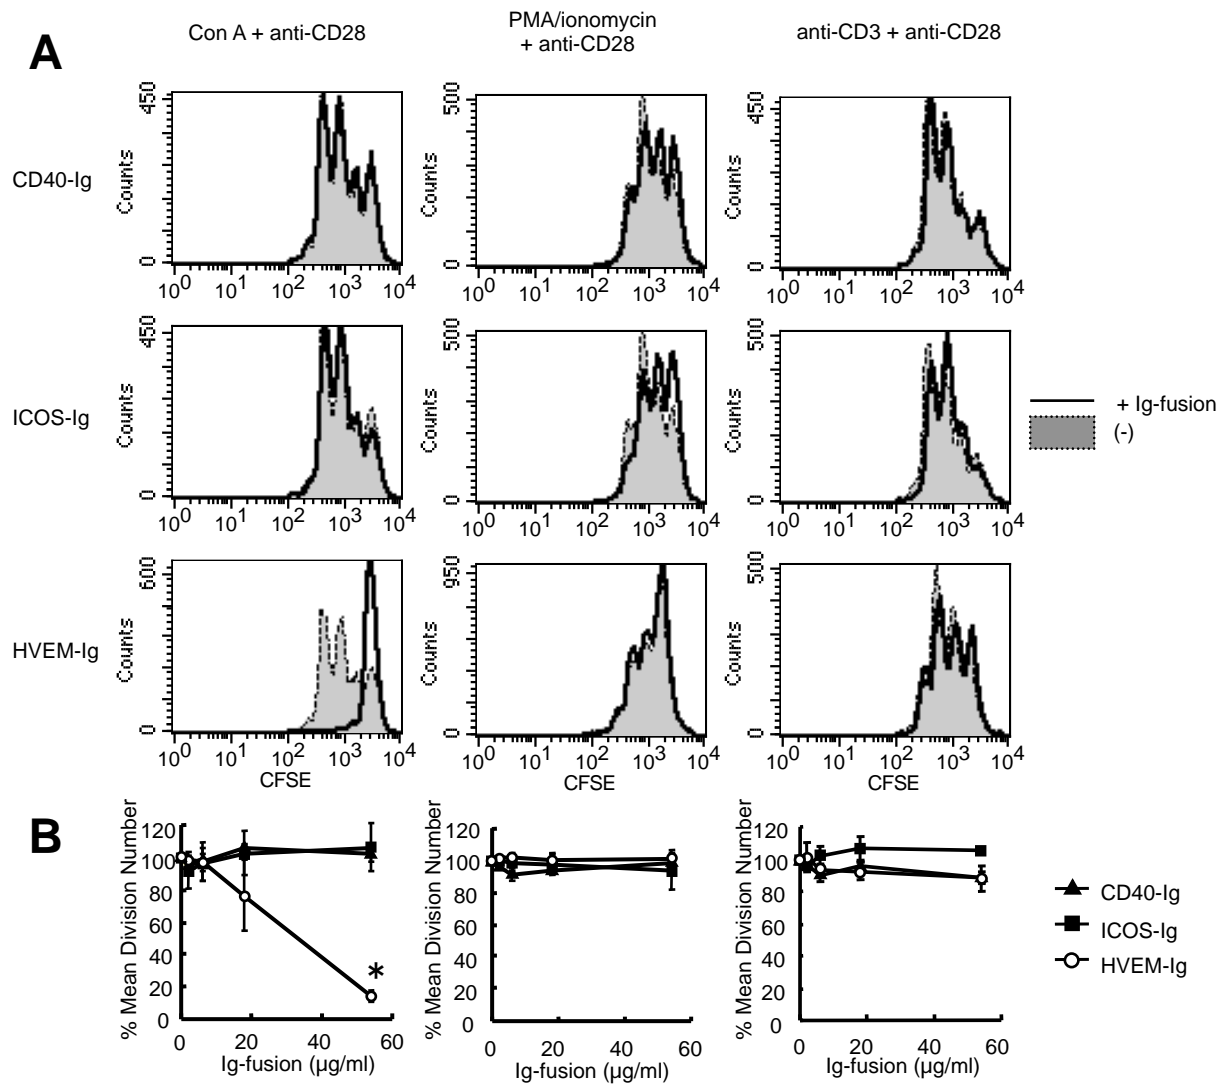 A
Con A + anti-CD28
PMA/ionomycin
+ anti-CD28
anti-CD3 + anti-CD28
CD40-Ig
Counts
450
0
10^0 10^1 10^2 10^3 10^4
Counts
500
0
10^0 10^1 10^2 10^3 10^4
Counts
450
0
10^0 10^1 10^2 10^3 10^4
ICOS-Ig
Counts
450
0
10^0 10^1 10^2 10^3 10^4
Counts
500
0
10^0 10^1 10^2 10^3 10^4
Counts
500
0
10^0 10^1 10^2 10^3 10^4
+ Ig-fusion
(-)
HVEM-Ig
Counts
600
0
10^0 10^1 10^2 10^3 10^4
CFSE
Counts
950
0
10^0 10^1 10^2 10^3 10^4
CFSE
Counts
500
0
10^0 10^1 10^2 10^3 10^4
CFSE
B
% Mean Division Number
120
100
80
60
40
20
0
*
0 20 40 60
Ig-fusion (µg/ml)
% Mean Division Number
120
100
80
60
40
20
0
0 20 40 60
Ig-fusion (µg/ml)
% Mean Division Number
120
100
80
60
40
20
0
0 20 40 60
Ig-fusion (µg/ml)
CD40-Ig
ICOS-Ig
HVEM-Ig